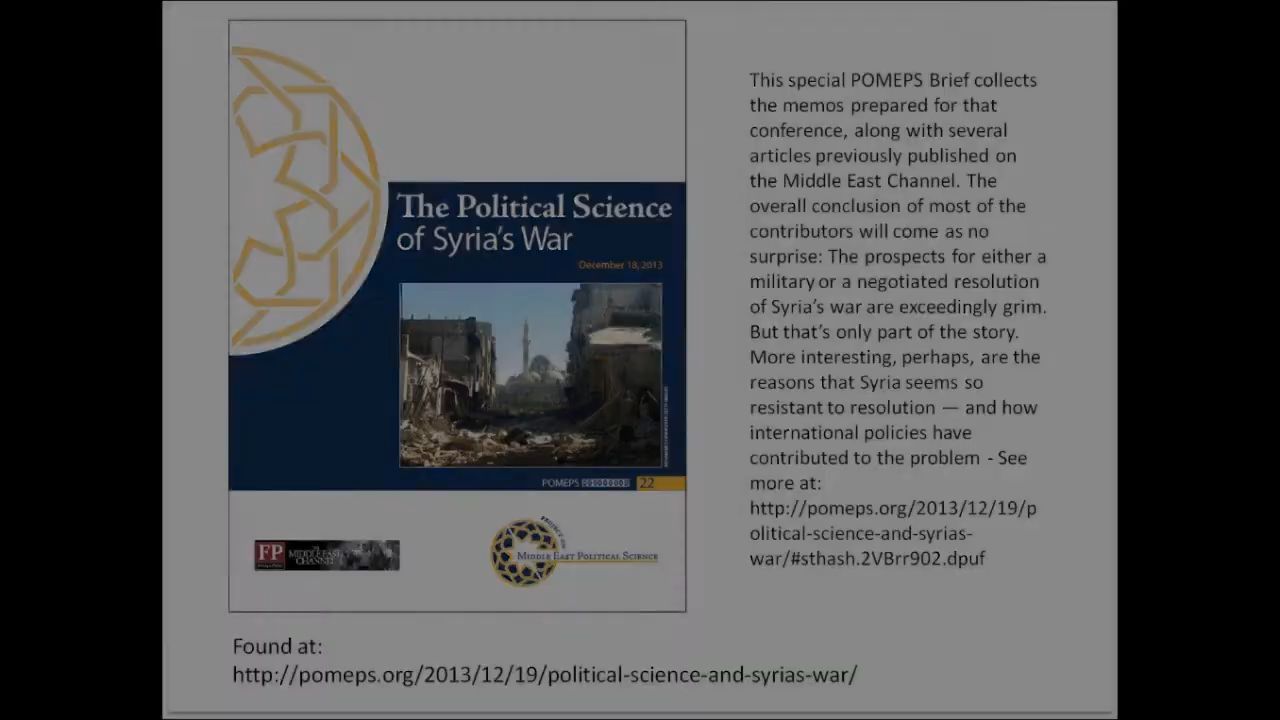 The Political Science
of Syria's War
December 18, 2013
POMEPS
22
FP
MIDDLE EAST
CHANNEL
MIDDLE EAST POLITICAL SCIENCE
This special POMEPS Brief collects
the memos prepared for that
conference, along with several
articles previously published on
the Middle East Channel. The
overall conclusion of most of the
contributors will come as no
surprise: The prospects for either a
military or a negotiated resolution
of Syria's war are exceedingly grim.
But that's only part of the story.
More interesting, perhaps, are the
reasons that Syria seems so
resistant to resolution — and how
international policies have
contributed to the problem - See
more at:
http://pomeps.org/2013/12/19/p
olitical-science-and-syrias-
war/#sthash.2VBrr902.dpuf
Found at:
http://pomeps.org/2013/12/19/political-science-and-syrias-war/